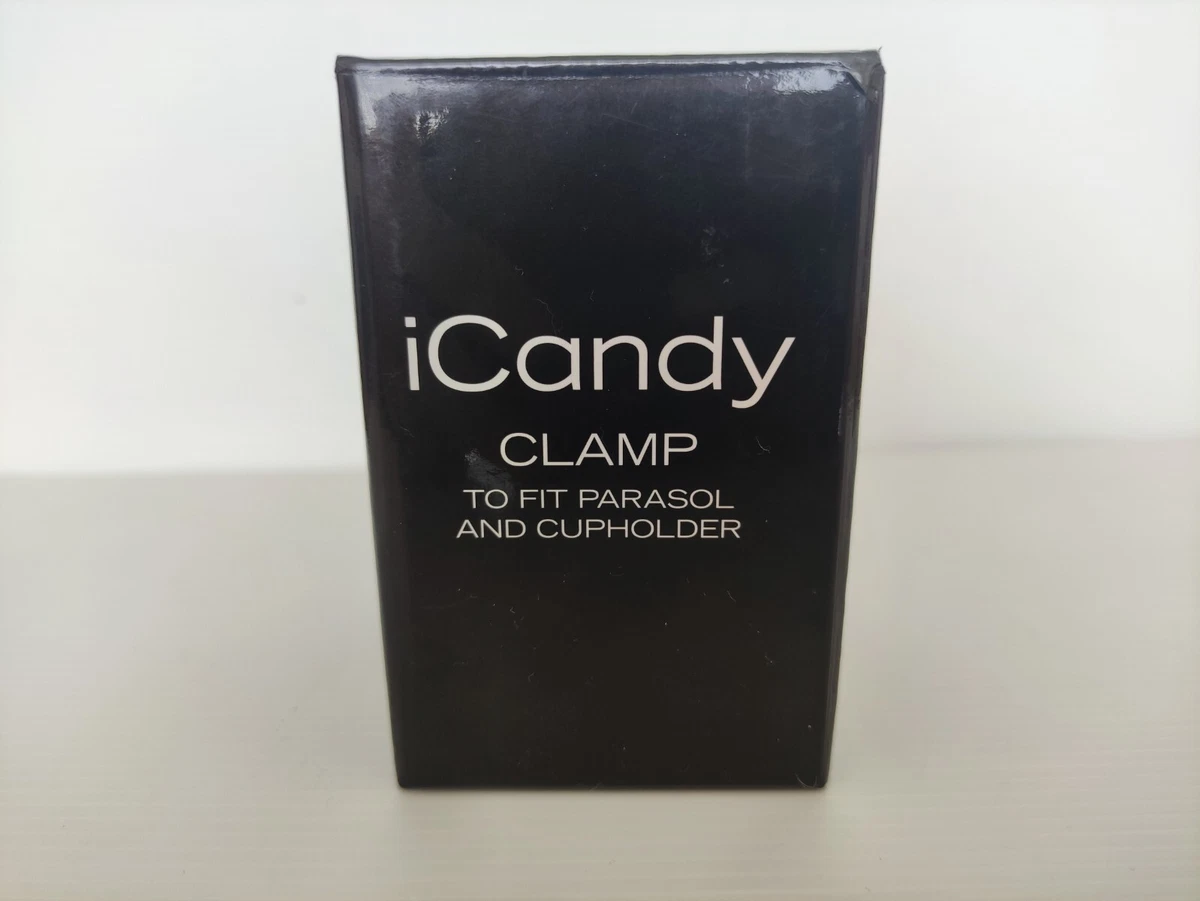 iCandy
CLAMP
TO FIT PARASOL
AND CUPHOLDER